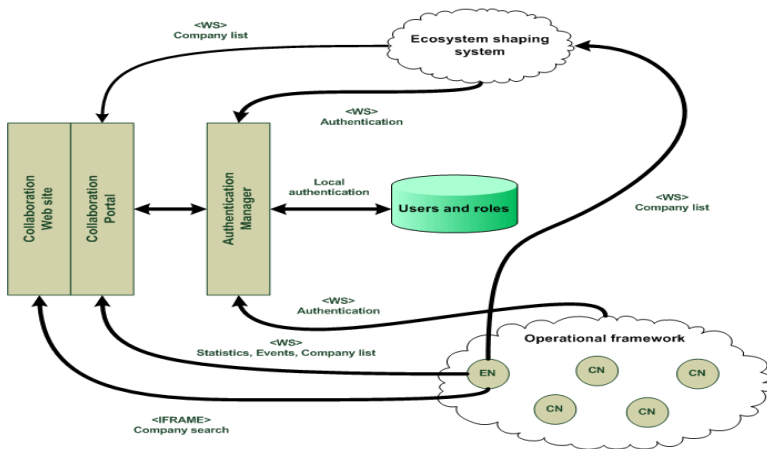 <WS>
Company list
Ecosystem shaping
system
<WS>
Authentication
Collaboration
Web site
Collaboration
Portal
Authentication
Manager
Local
authentication
Users and roles
<WS>
Company list
<WS>
Authentication
Operational framework
<WS>
Statistics, Events, Company list
EN
CN
CN
CN
CN
<IFRAME>
Company search